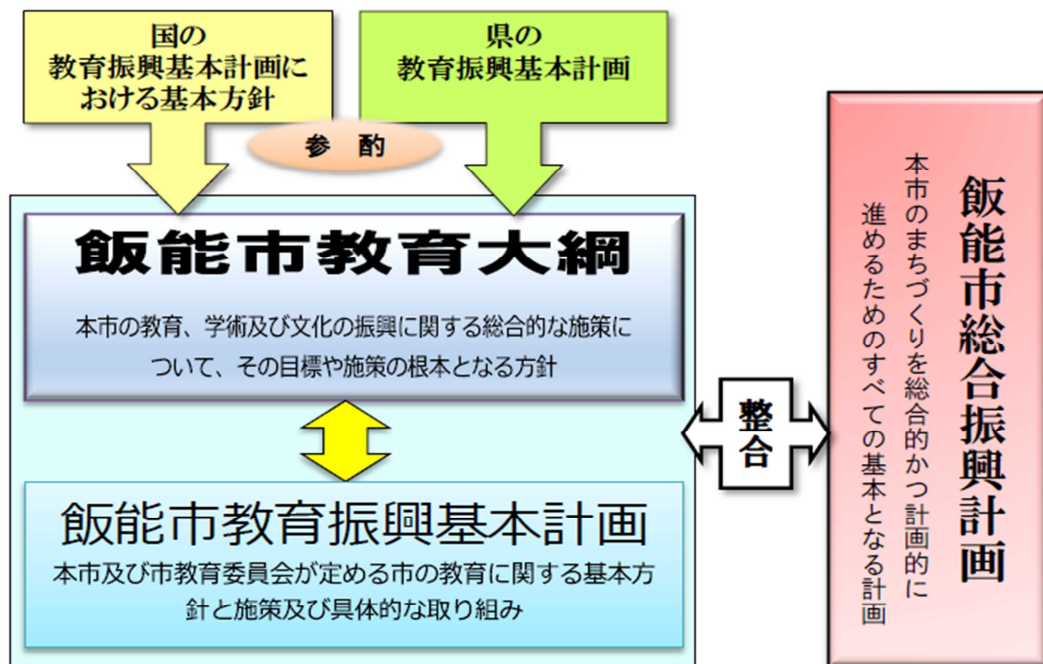 国の
教育振興基本計画に
おける基本方針
県の
教育振興基本計画
参 酌
飯能市教育大綱
本市の教育、学術及び文化の振興に関する総合的な施策に
ついて、その目標や施策の根本となる方針
飯能市教育振興基本計画
本市及び市教育委員会が定める市の教育に関する基本方
針と施策及び具体的な取り組み
整合
飯能市総合振興計画
本市のまちづくりを総合的かつ計画的に
進めるためのすべての基本となる計画